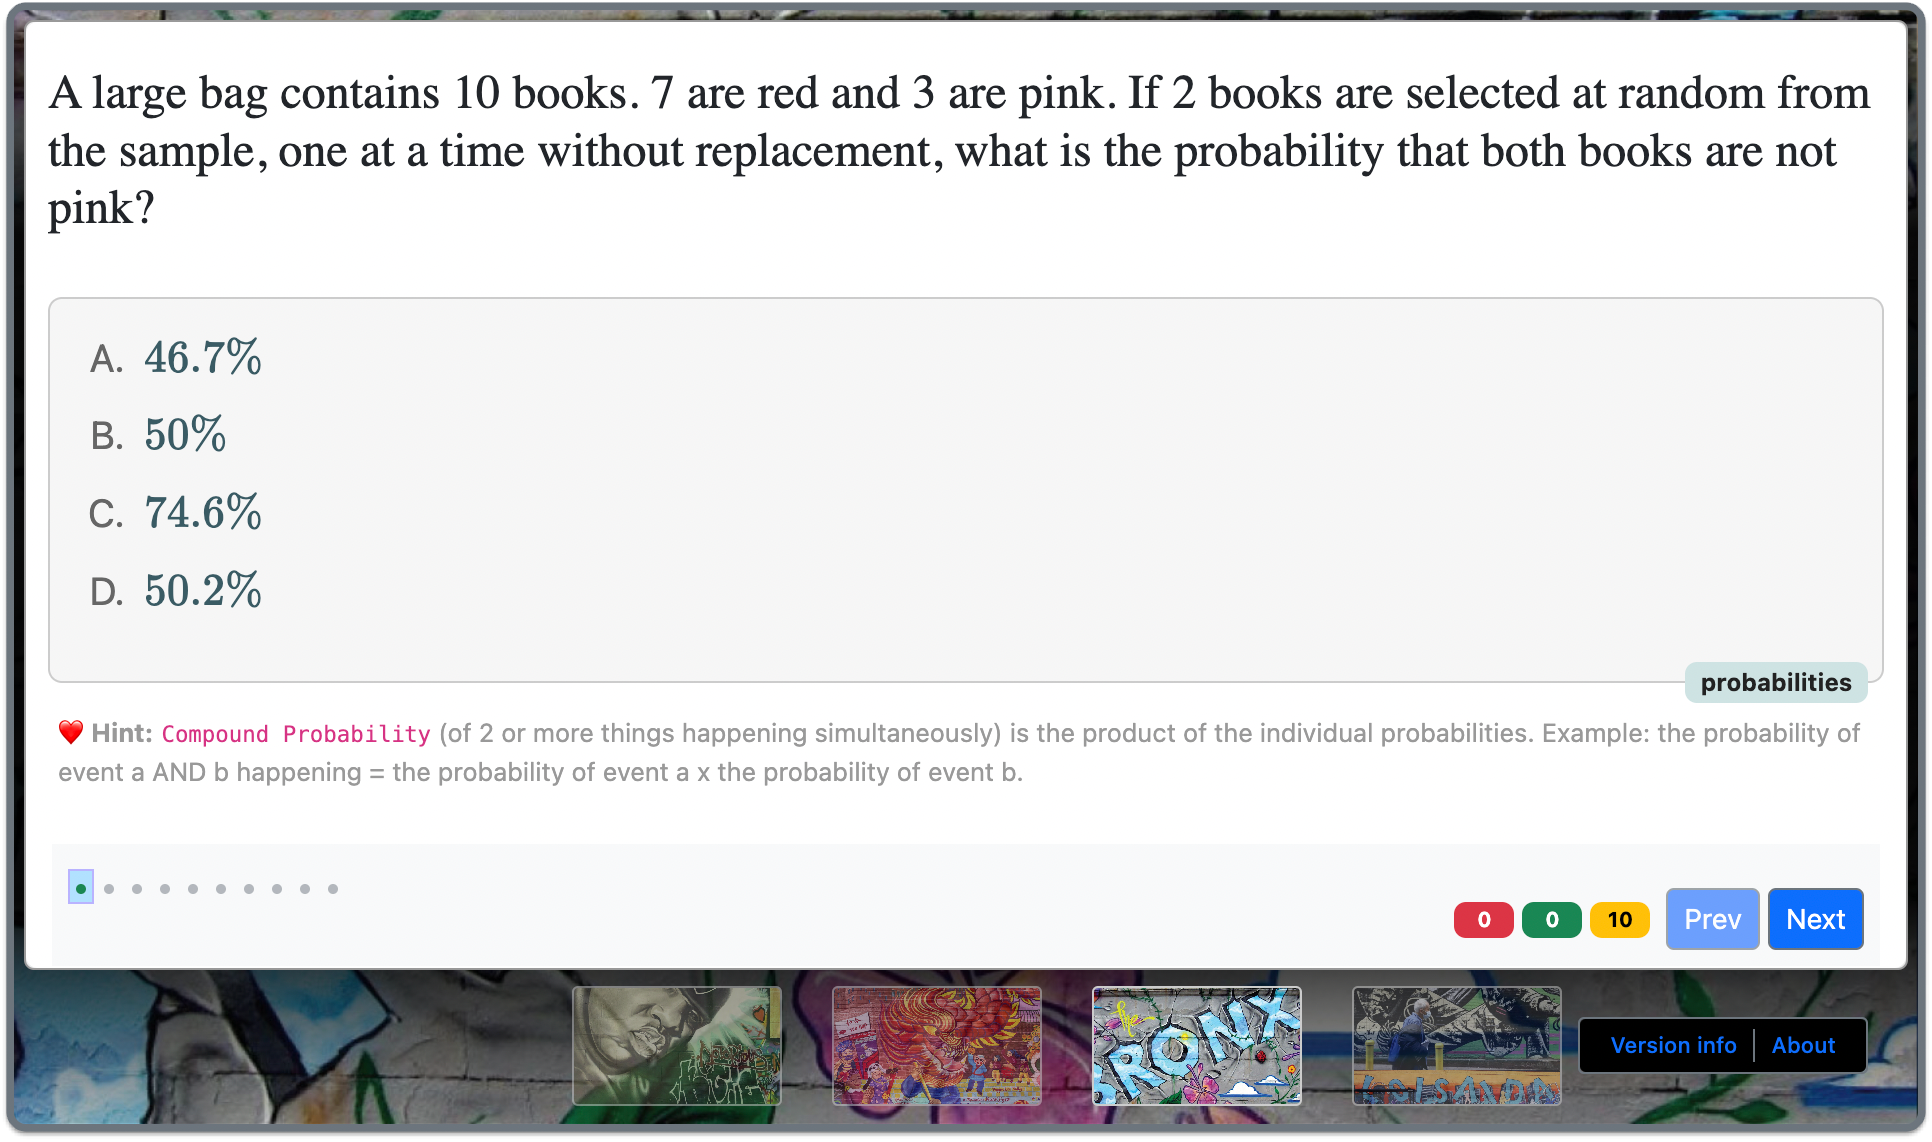 A large bag contains 10 books. 7 are red and 3 are pink. If 2 books are selected at random from
the sample, one at a time without replacement, what is the probability that both books are not
pink?
A. 46.7%
B. 50%
C. 74.6%
D. 50.2%
probabilities
❤️ Hint: Compound Probability (of 2 or more things happening simultaneously) is the product of the individual probabilities. Example: the probability of
event a AND b happening = the probability of event a x the probability of event b.
0 0 10 Prev Next
the
BRONX
Version info | About